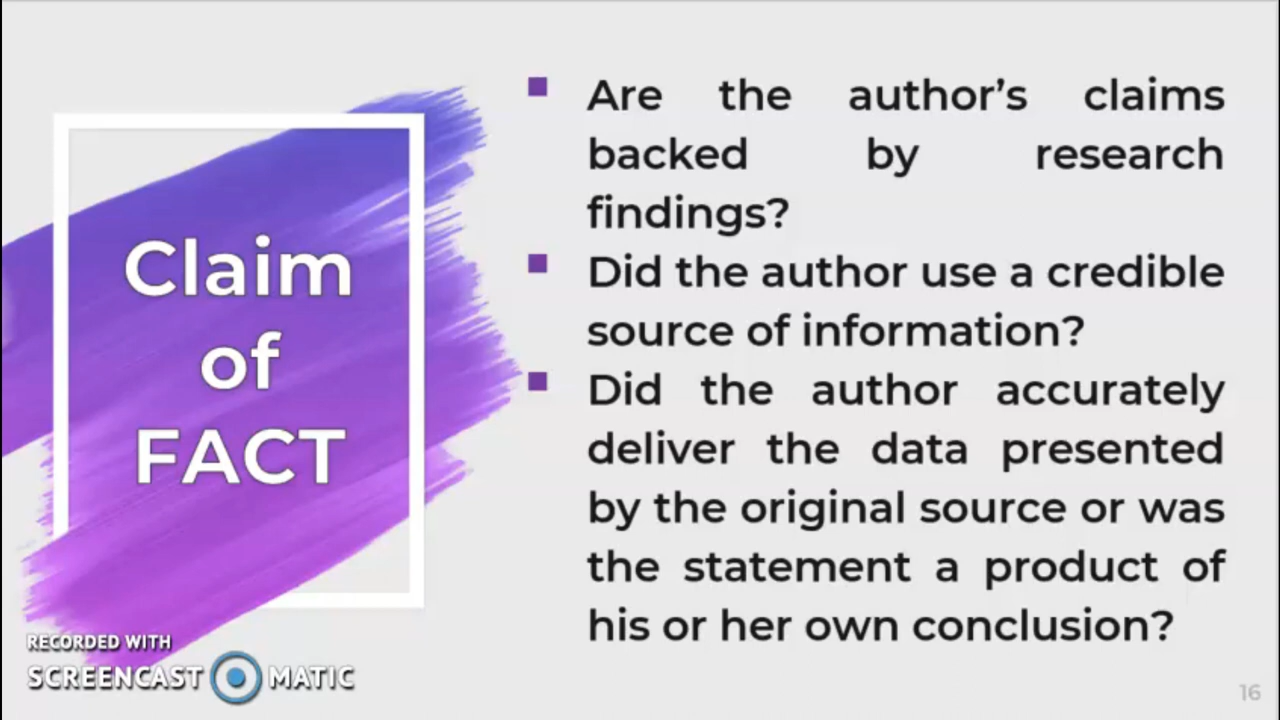 Claim
of
FACT
Are the author’s claims
backed by research
findings?
Did the author use a credible
source of information?
Did the author accurately
deliver the data presented
by the original source or was
the statement a product of
his or her own conclusion?
RECORDED WITH
SCREENCAST MATIC
16